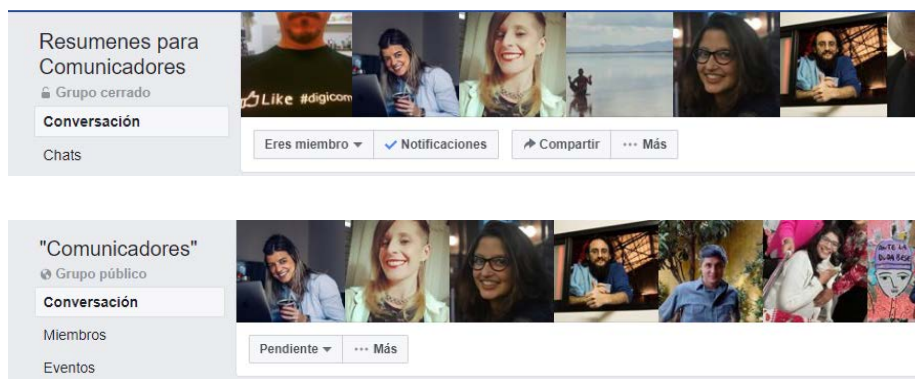 Resumenes para
Comunicadores
Grupo cerrado
Conversación
Chats
Like #digicom
Eres miembro
Notificaciones
Compartir
Más
"Comunicadores"
Grupo público
Conversación
Miembros
Eventos
Pendiente
Más